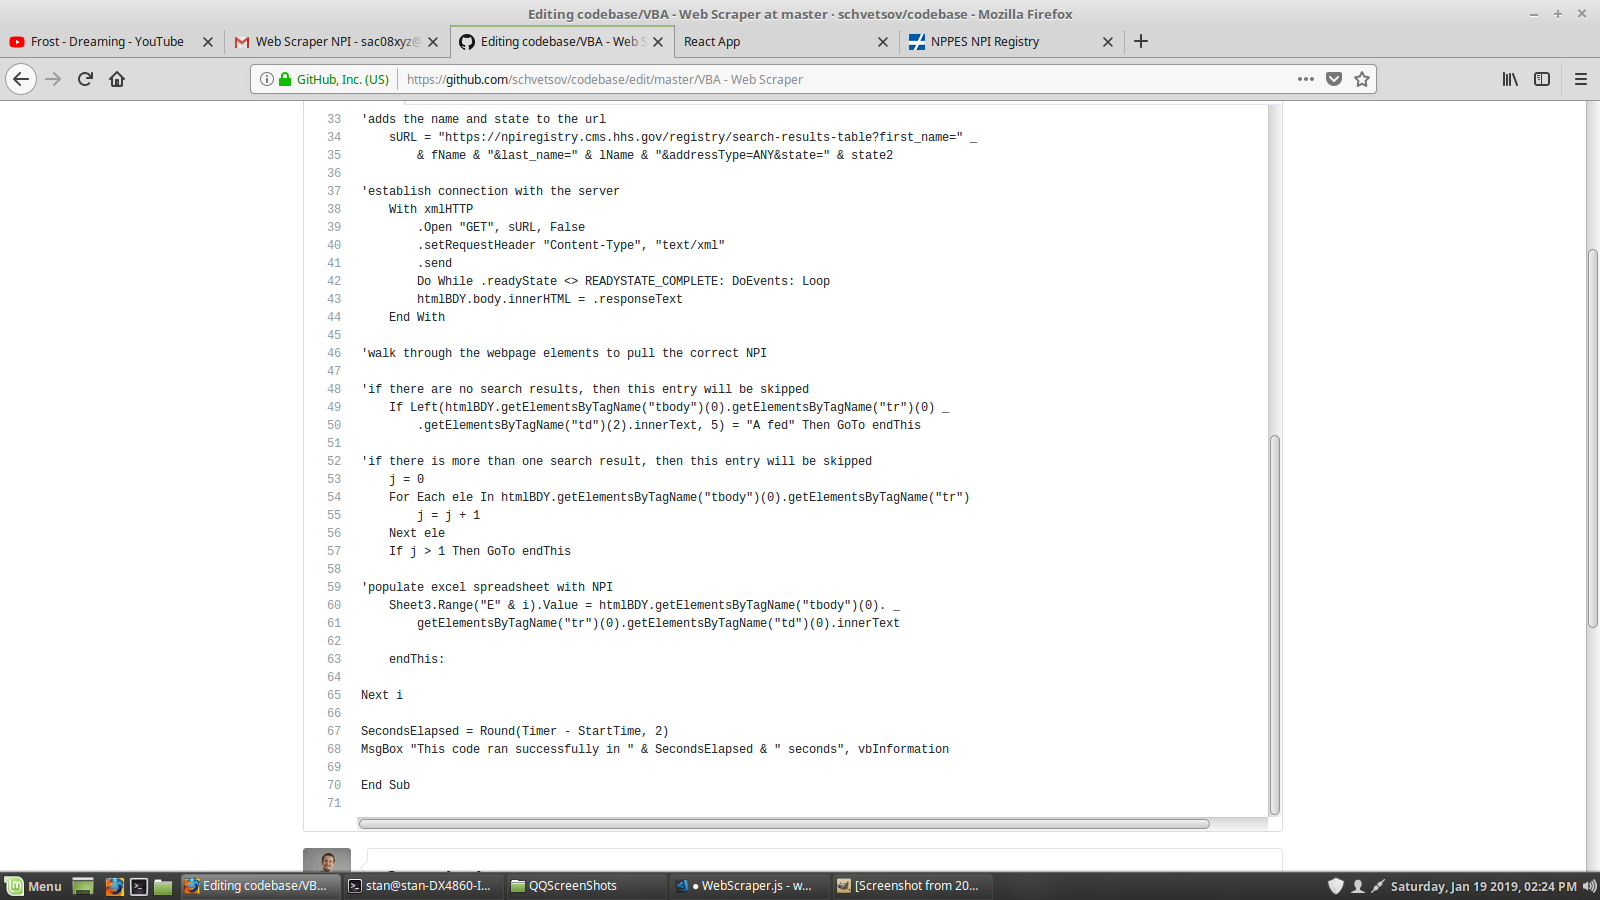 Editing codebase/VBA - Web Scraper at master · schvetsov/codebase - Mozilla Firefox
Frost - Dreaming - YouTube
Web Scraper NPI - sac08xyz@
Editing codebase/VBA - Web S
React App
NPPES NPI Registry
GitHub, Inc. (US)
https://github.com/schvetsov/codebase/edit/master/VBA - Web Scraper
33 'adds the name and state to the url
34 sURL = "https://npiregistry.cms.hhs.gov/registry/search-results-table?first_name=" _
35 & fName & "&last_name=" & lName & "&addressType=ANY&state=" & state2
36
37 'establish connection with the server
38 With xmlHTTP
39 .Open "GET", sURL, False
40 .setRequestHeader "Content-Type", "text/xml"
41 .send
42 Do While .readyState <> READYSTATE_COMPLETE: DoEvents: Loop
43 htmlBDY.body.innerHTML = .responseText
44 End With
45
46 'walk through the webpage elements to pull the correct NPI
47
48 'if there are no search results, then this entry will be skipped
49 If Left(htmlBDY.getElementsByTagName("tbody")(0).getElementsByTagName("tr")(0) _
50 .getElementsByTagName("td")(2).innerText, 5) = "A fed" Then GoTo endThis
51
52 'if there is more than one search result, then this entry will be skipped
53 j = 0
54 For Each ele In htmlBDY.getElementsByTagName("tbody")(0).getElementsByTagName("tr")
55 j = j + 1
56 Next ele
57 If j > 1 Then GoTo endThis
58
59 'populate excel spreadsheet with NPI
60 Sheet3.Range("E" & i).Value = htmlBDY.getElementsByTagName("tbody")(0). _
61 getElementsByTagName("tr")(0).getElementsByTagName("td")(0).innerText
62
63 endThis:
64
65 Next i
66
67 SecondsElapsed = Round(Timer - StartTime, 2)
68 MsgBox "This code ran successfully in " & SecondsElapsed & " seconds", vbInformation
69
70 End Sub
71
Menu
Editing codebase/VB...
stan@stan-DX4860-I...
QQScreenShots
● WebScraper.js - w...
[Screenshot from 20...
Saturday, Jan 19 2019, 02:24 PM